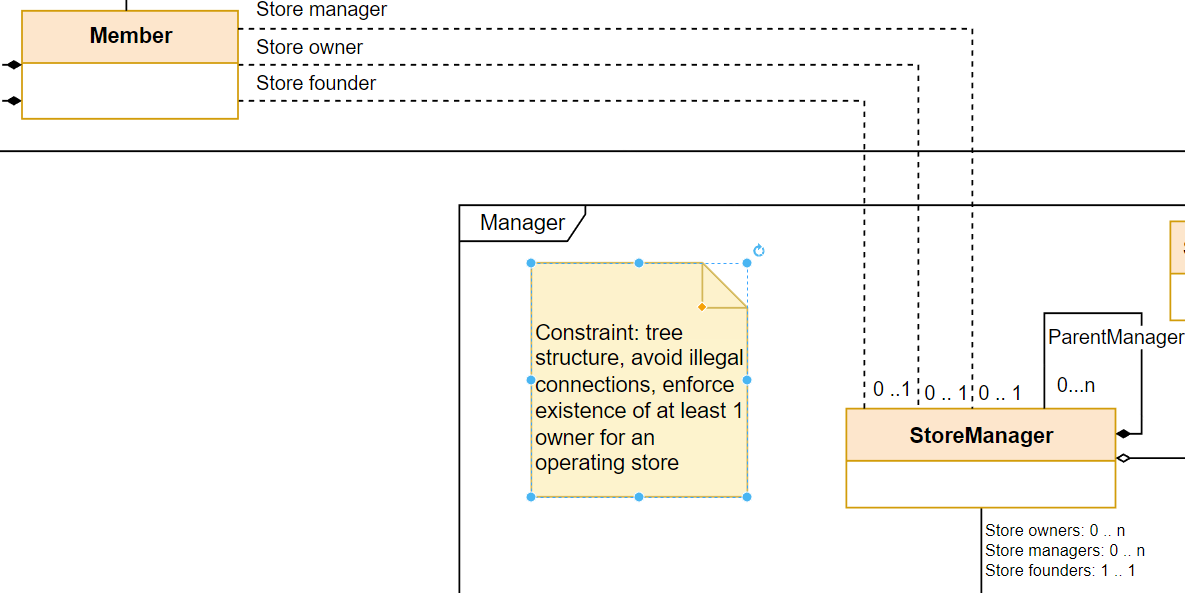 Store manager
Member
Store owner
Store founder
Manager
ParentManager
Constraint: tree
structure, avoid illegal
connections, enforce
existence of at least 1
owner for an
operating store
0 ..1
0 .. 1
0 .. 1
0...n
StoreManager
Store owners: 0 .. n
Store managers: 0 .. n
Store founders: 1 .. 1